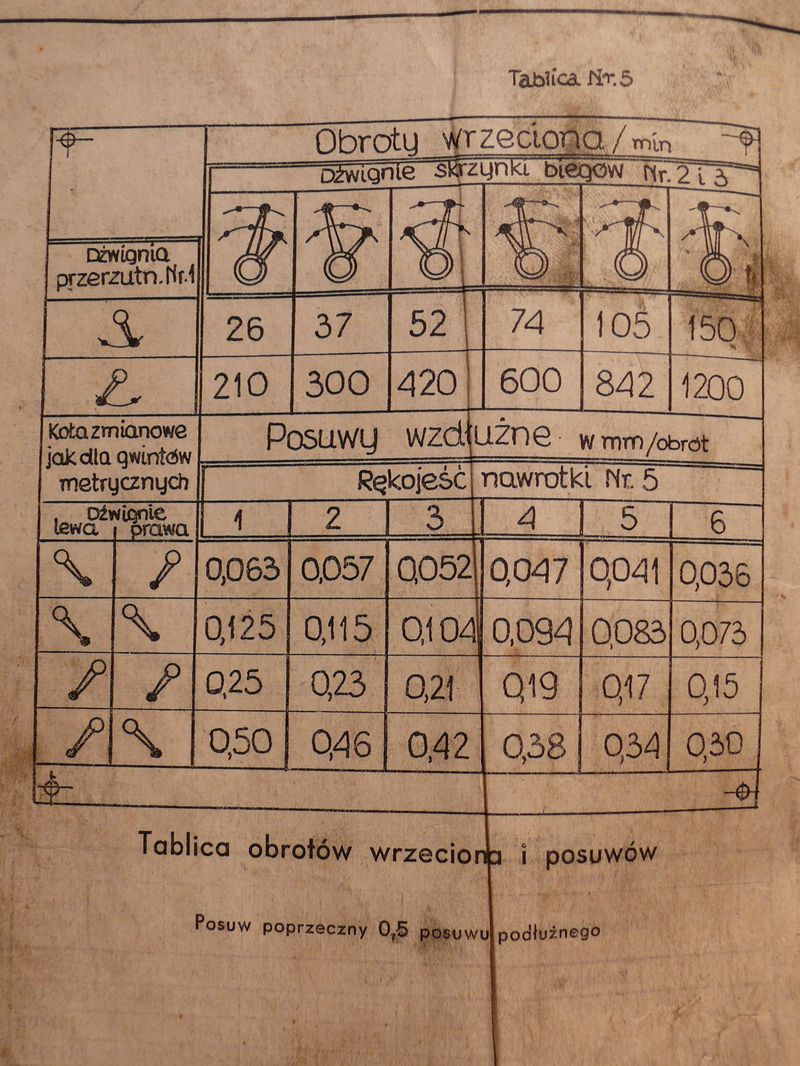 Tablica Nr. 5
Obroty wrzeciona / min
Dźwignie skrzynki biegów Nr. 2 i 3
Dźwignia
przerzutn. Nr.1
26 37 52 74 105 150
210 300 420 600 842 1200
Koła zmianowe
jak dla gwintów
metrycznych
Posuwy wzdłużne w mm/obrót
Rękojeść nawrotki Nr. 5
Dźwignie
lewa prawa
1 2 3 4 5 6
0,063 0,057 0,052 0,047 0,041 0,036
0,125 0,115 0,104 0,094 0,083 0,073
0,25 0,23 0,21 0,19 0,17 0,15
0,50 0,46 0,42 0,38 0,34 0,30
Tablica obrotów wrzeciona i posuwów
Posuw poprzeczny 0,5 posuwu podłużnego